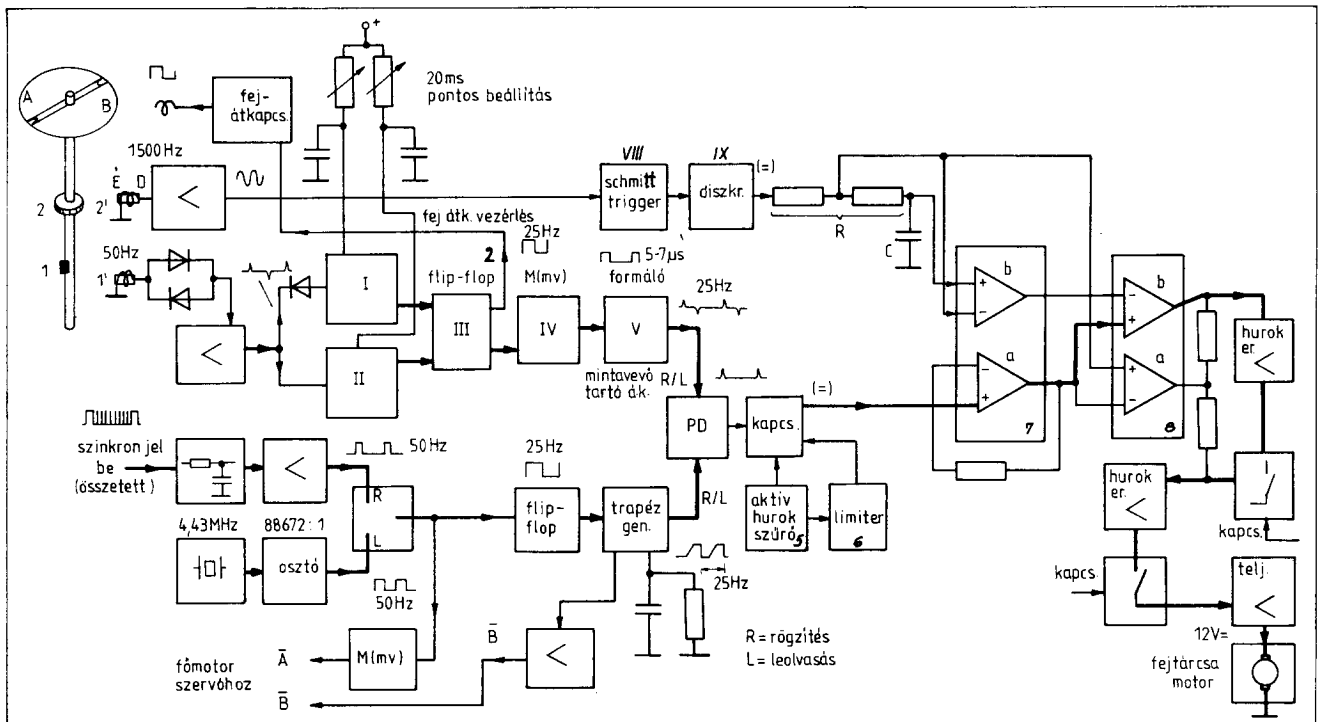 +
20ms
pontos beállítás
A
B
fej-
átkapcs.
1500Hz
É D
<
2
2'
VIII
schmitt
trigger
IX
diszkr.
(=)
R
C
fej átk. vezérlés
50Hz
1
1'
<
I
II
2
25Hz
flip-flop
III
M(mv)
IV
5-7µs
formáló
V
25Hz
mintavevő
tartó ák.
R/L
PD
R/L
kapcs.
(=)
aktív
hurok
szűrő
5
limiter
6
b
+
-
a
-
+
7
b
-
+
a
+
-
8
hurok
er.
<
kapcs.
hurok
er.
<
kapcs.
telj.
<
12V=
fejtárcsa
motor
szinkron jel
be
(összetett)
<
50Hz
R
L
4,43MHz
88672:1
osztó
50Hz
25Hz
flip-
flop
trapéz
gen.
25Hz
M(mv)
<
B̅
főmotor
szervóhoz
A̅
B̅
R = rögzítés
L = leolvasás